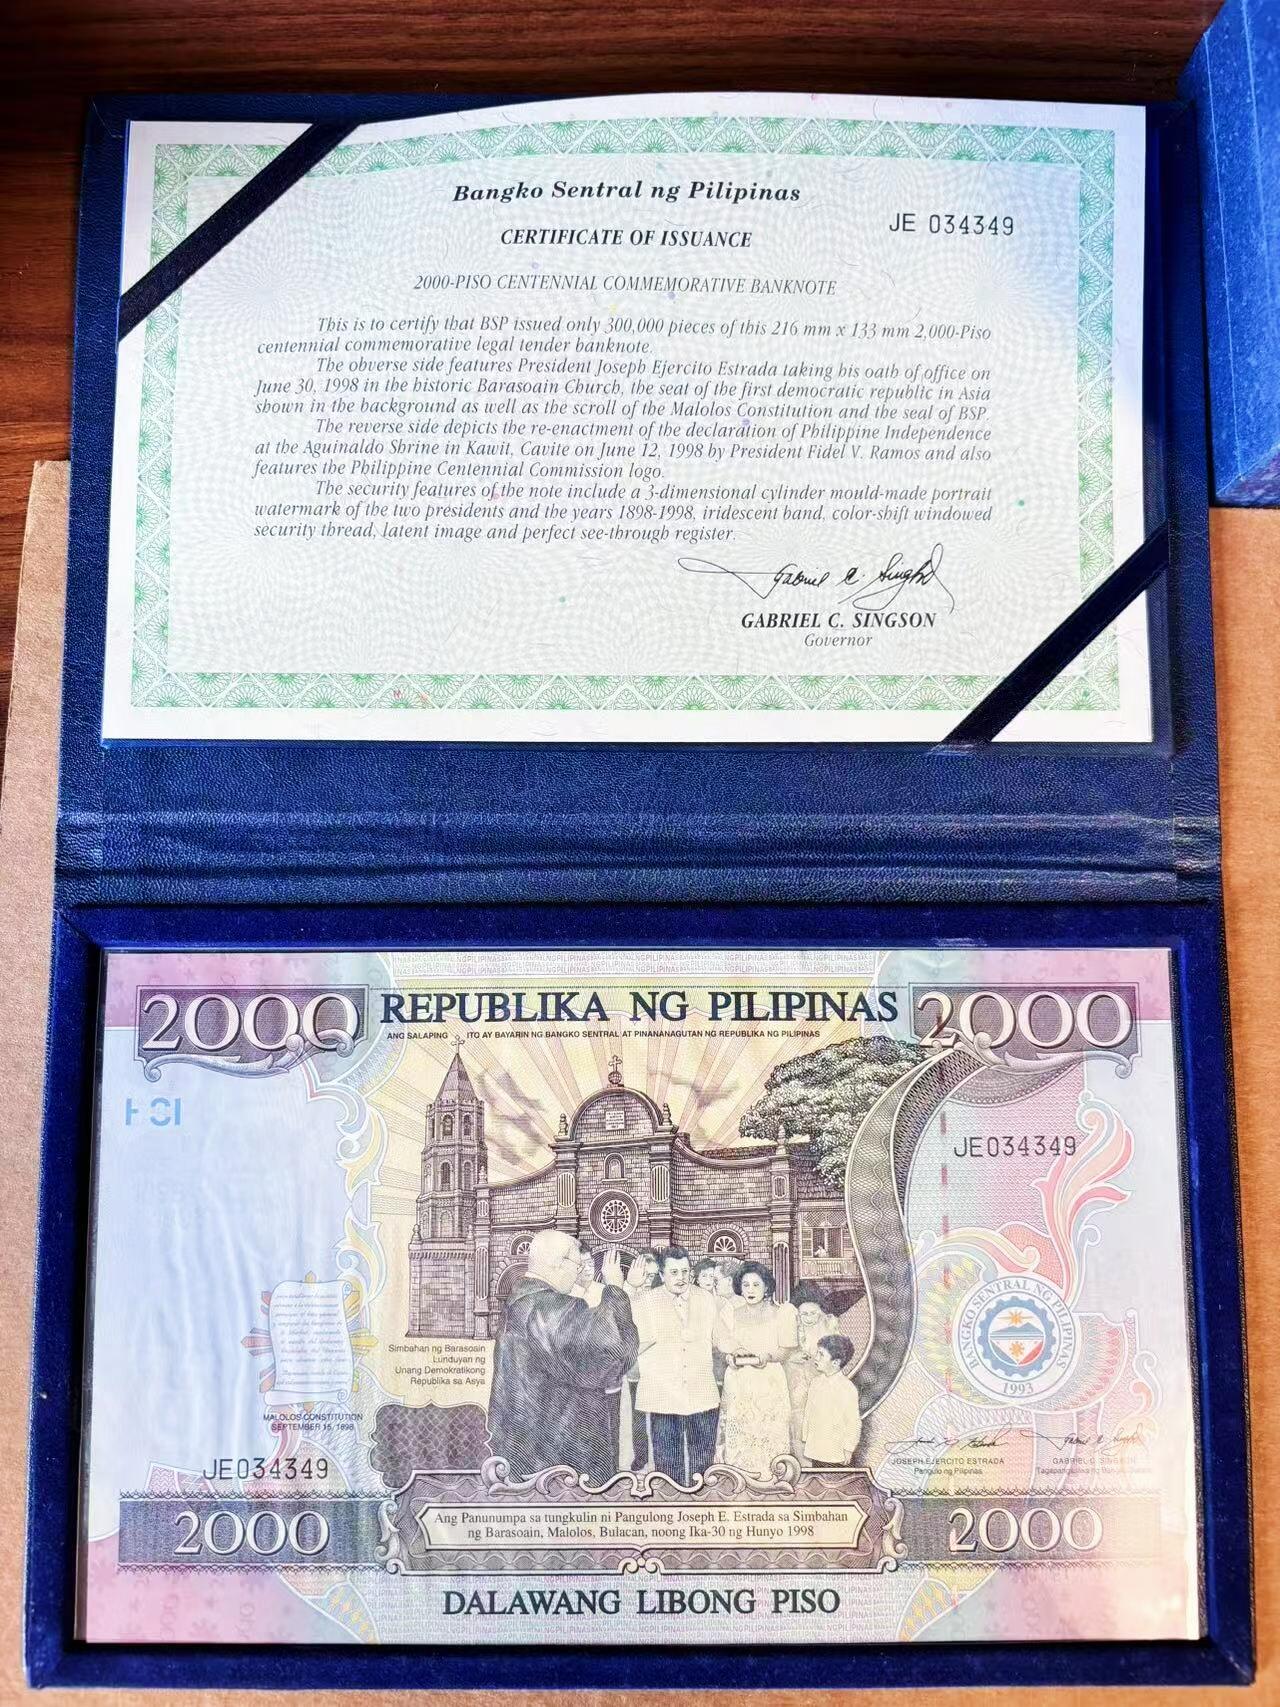 Bangko Sentral ng Pilipinas
JE 034349
CERTIFICATE OF ISSUANCE
2000-PISO CENTENNIAL COMMEMORATIVE BANKNOTE
This is to certify that BSP issued only 300,000 pieces of this 216 mm x 133 mm 2,000-Piso
centennial commemorative legal tender banknote.
The obverse side features President Joseph Ejercito Estrada taking his oath of office on
June 30, 1998 in the historic Barasoain Church, the seat of the first democratic republic in Asia
shown in the background as well as the scroll of the Malolos Constitution and the seal of BSP.
The reverse side depicts the re-enactment of the declaration of Philippine Independence
at the Aguinaldo Shrine in Kawit, Cavite on June 12, 1998 by President Fidel V. Ramos and also
features the Philippine Centennial Commission logo.
The security features of the note include a 3-dimensional cylinder mould-made portrait
watermark of the two presidents and the years 1898-1998, iridescent band, color-shift windowed
security thread, latent image and perfect see-through register.
GABRIEL C. SINGSON
Governor
2000 REPUBLIKA NG PILIPINAS 2000
ANG SALAPING ITO AY BAYARIN NG BANGKO SENTRAL AT PINANANAGUTAN NG REPUBLIKA NG PILIPINAS
JE034349
Simbahan ng Barasoain
Lunduyan ng
Unang Demokratikong
Republika sa Asya
BANGKO SENTRAL NG PILIPINAS
1993
MALOLOS CONSTITUTION
SEPTEMBER 15, 1898
JE034349
JOSEPH EJERCITO ESTRADA
Pangulo ng Pilipinas
GABRIEL C. SINGSON
Tagapangulo ng Bangko Sentral
2000
Ang Panunumpa sa tungkulin ni Pangulong Joseph E. Estrada sa Simbahan
ng Barasoain, Malolos, Bulacan, noong Ika-30 ng Hunyo 1998
2000
DALAWANG LIBONG PISO